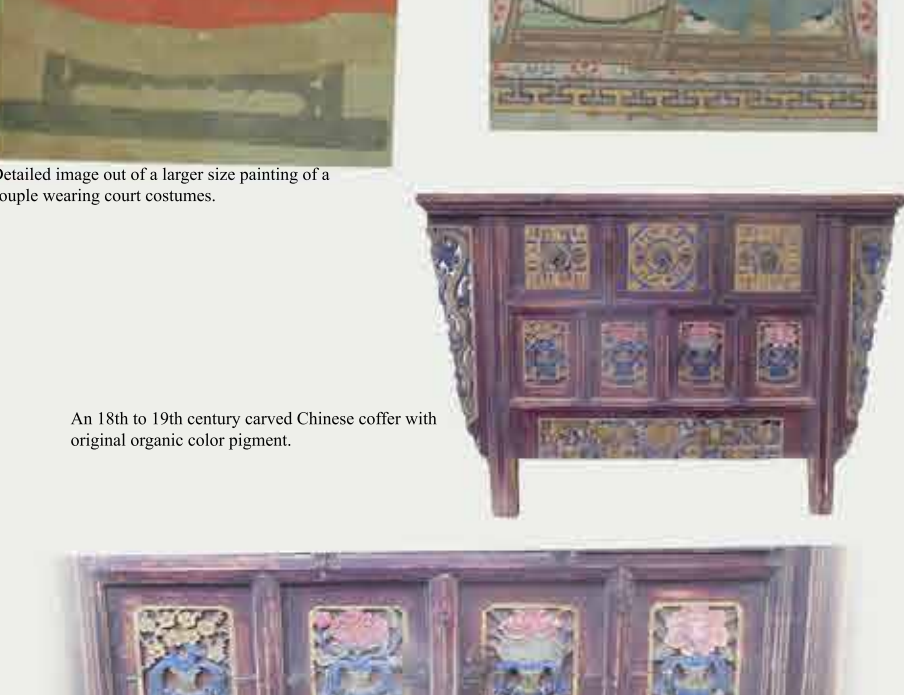 etailed image out of a larger size painting of a
ouple wearing court costumes.
An 18th to 19th century carved Chinese coffer with
original organic color pigment.